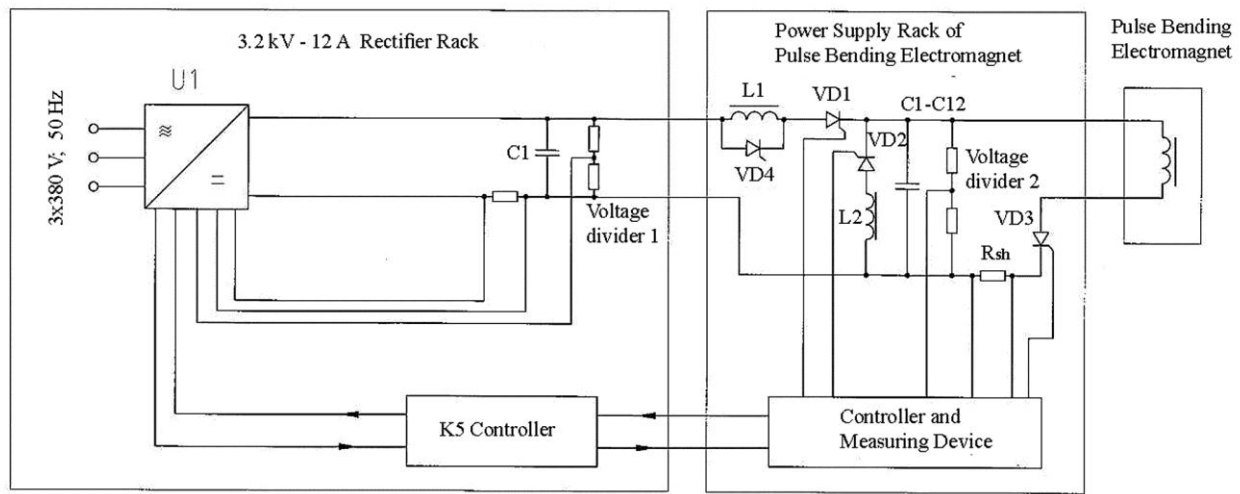 3.2 kV - 12 A Rectifier Rack
U1
3x380 V; 50 Hz
≋
=
C1
Voltage
divider 1
K5 Controller
Power Supply Rack of
Pulse Bending Electromagnet
L1
VD1
C1-C12
VD4
VD2
L2
Voltage
divider 2
VD3
Rsh
Controller and
Measuring Device
Pulse Bending
Electromagnet